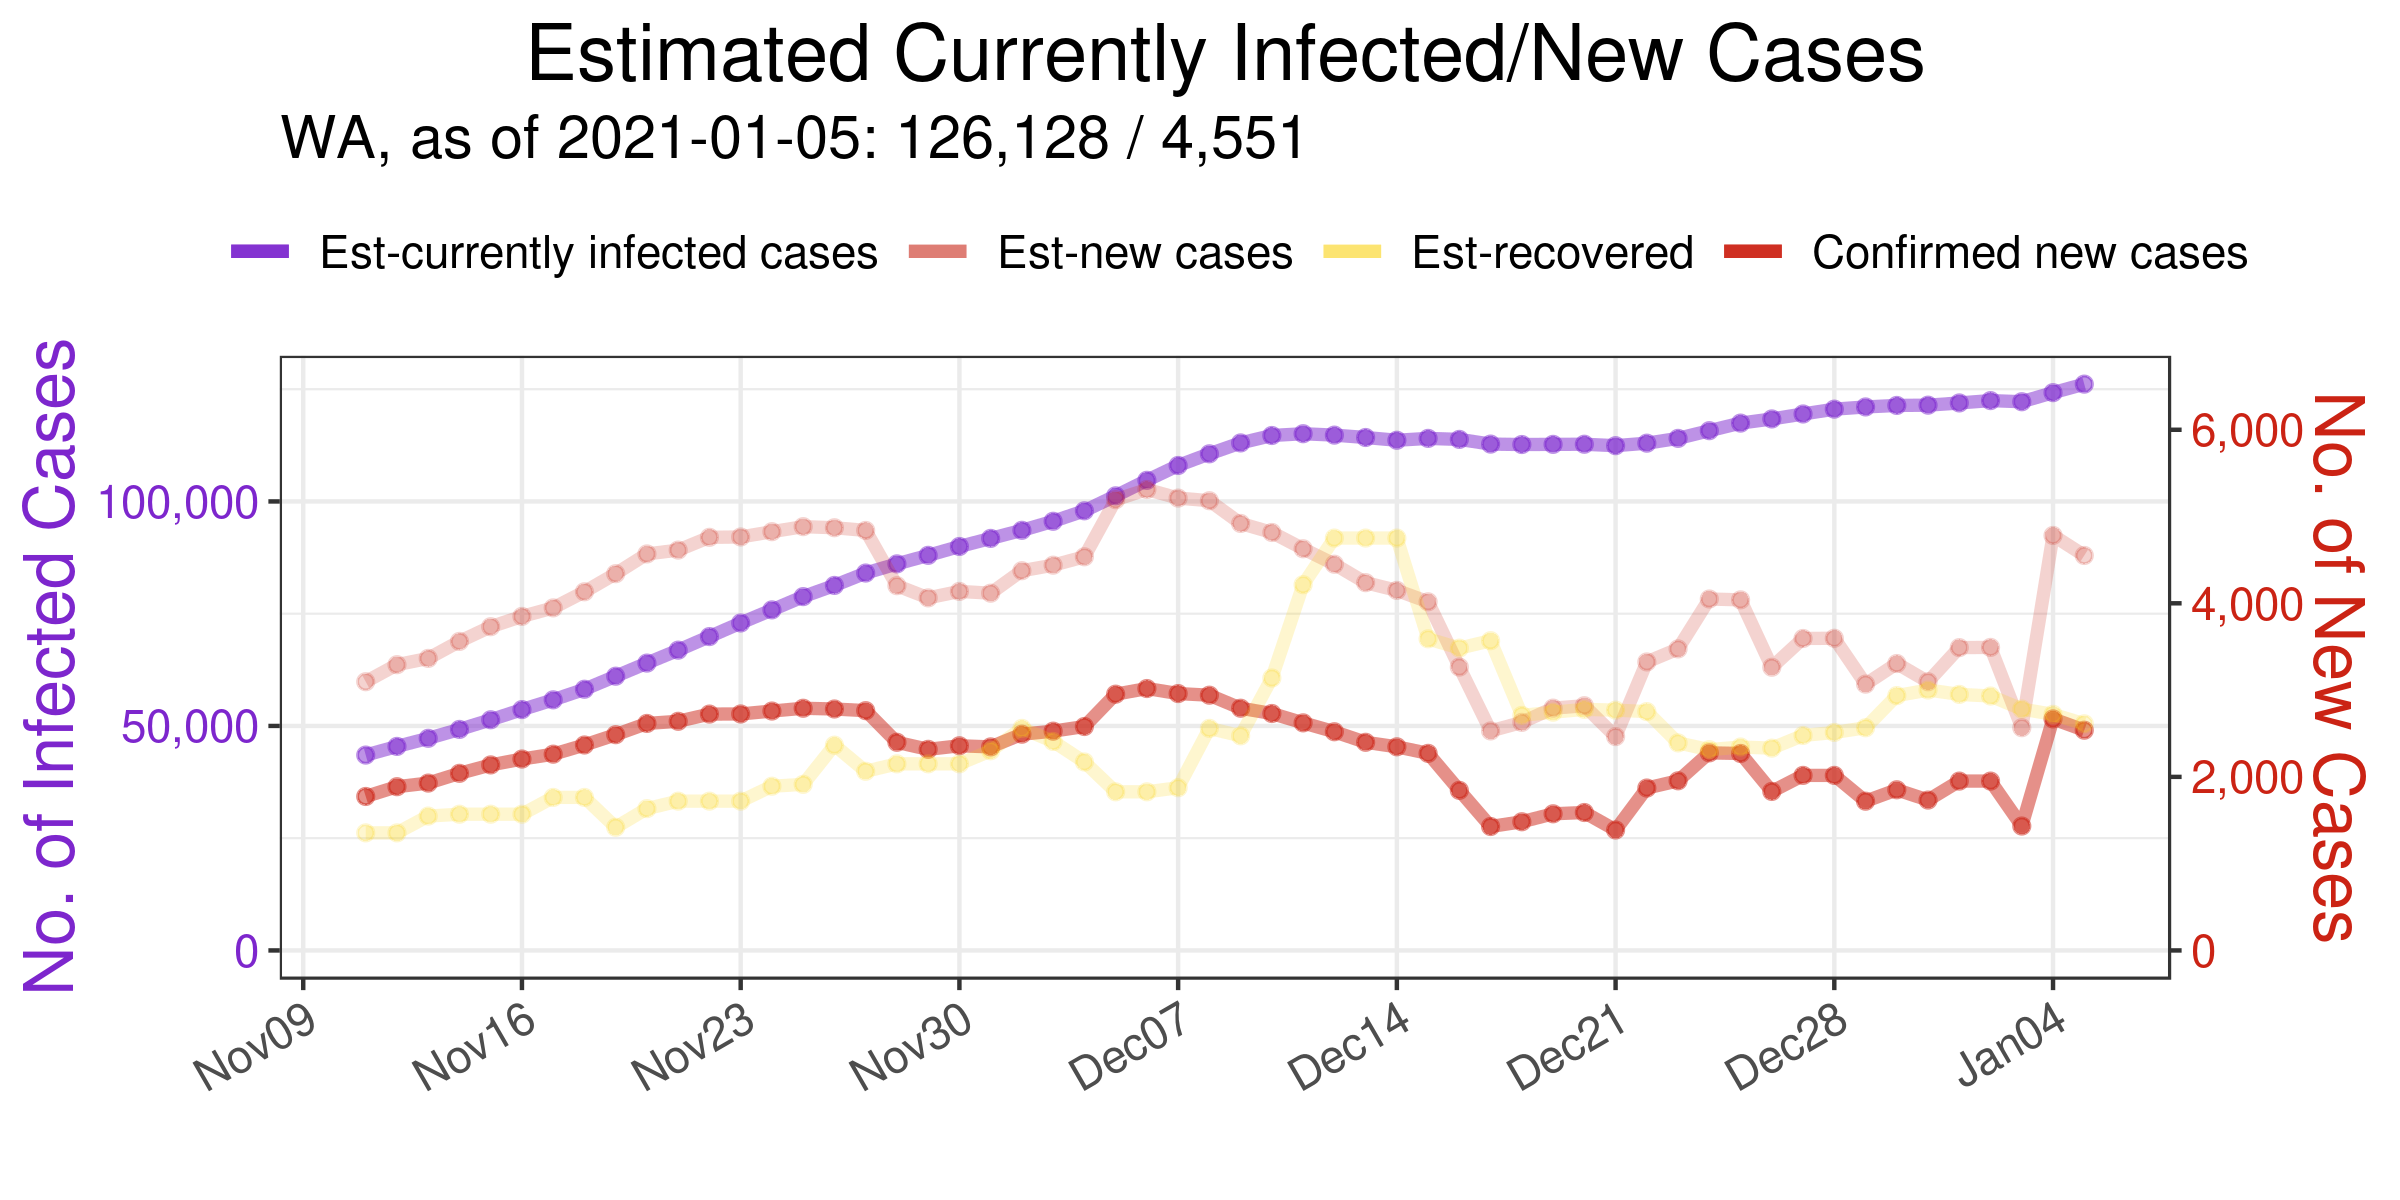 Estimated Currently Infected/New Cases
WA, as of 2021-01-05: 126,128 / 4,551
Est-currently infected cases Est-new cases Est-recovered Confirmed new cases
No. of Infected Cases
100,000
50,000
0
6,000
4,000
2,000
0
No. of New Cases
Nov09 Nov16 Nov23 Nov30 Dec07 Dec14 Dec21 Dec28 Jan04